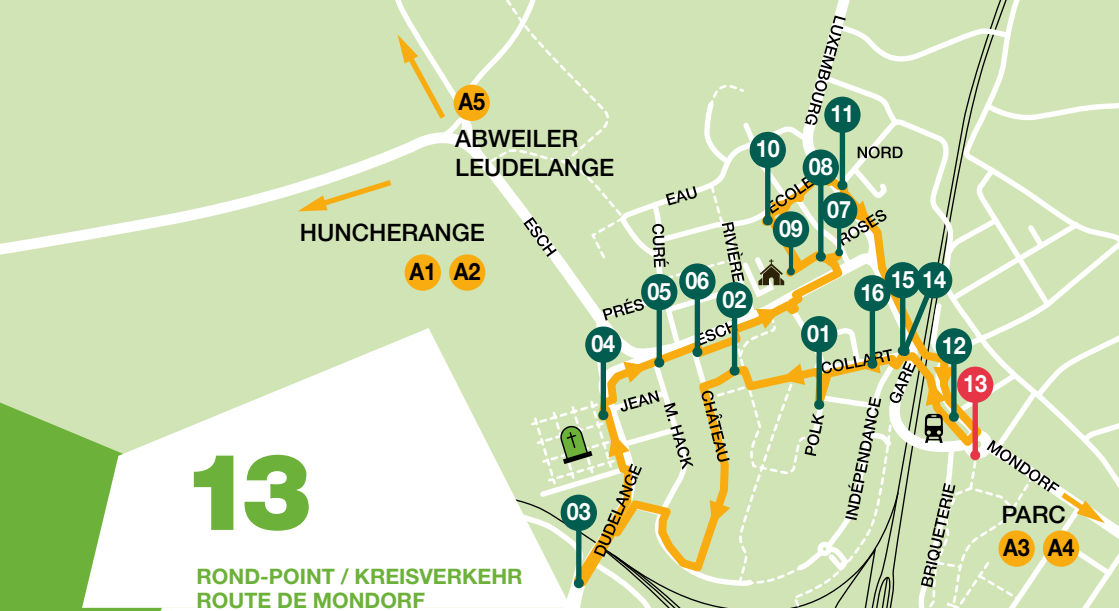 A5
ABWEILER
LEUDELANGE
HUNCHERANGE
A1 A2
LUXEMBOURG
11
NORD
10
08
ECOLE
EAU
07
ROSES
09
CURÉ
RIVIÈRE
ESCH
PRÉS
05
06
02
16
15
14
ESCH
04
01
12
COLLART
13
GARE
JEAN
M. HACK
CHÂTEAU
POLK
INDÉPENDANCE
MONDORF
PARC
A3 A4
BRIQUETERIE
03
DUDELANGE
13
ROND-POINT / KREISVERKEHR
ROUTE DE MONDORF